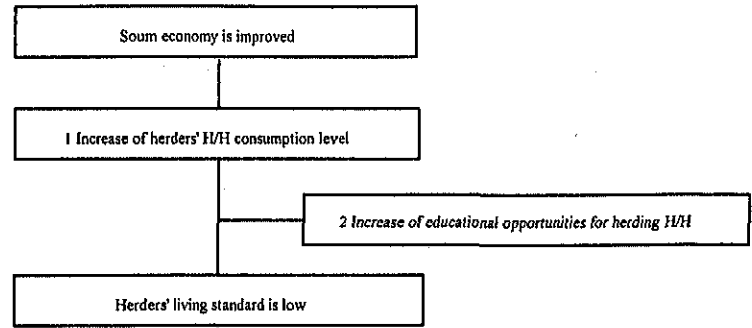 Soum economy is improved
1 Increase of herders' H/H consumption level
2 Increase of educational opportunities for herding H/H
Herders' living standard is low